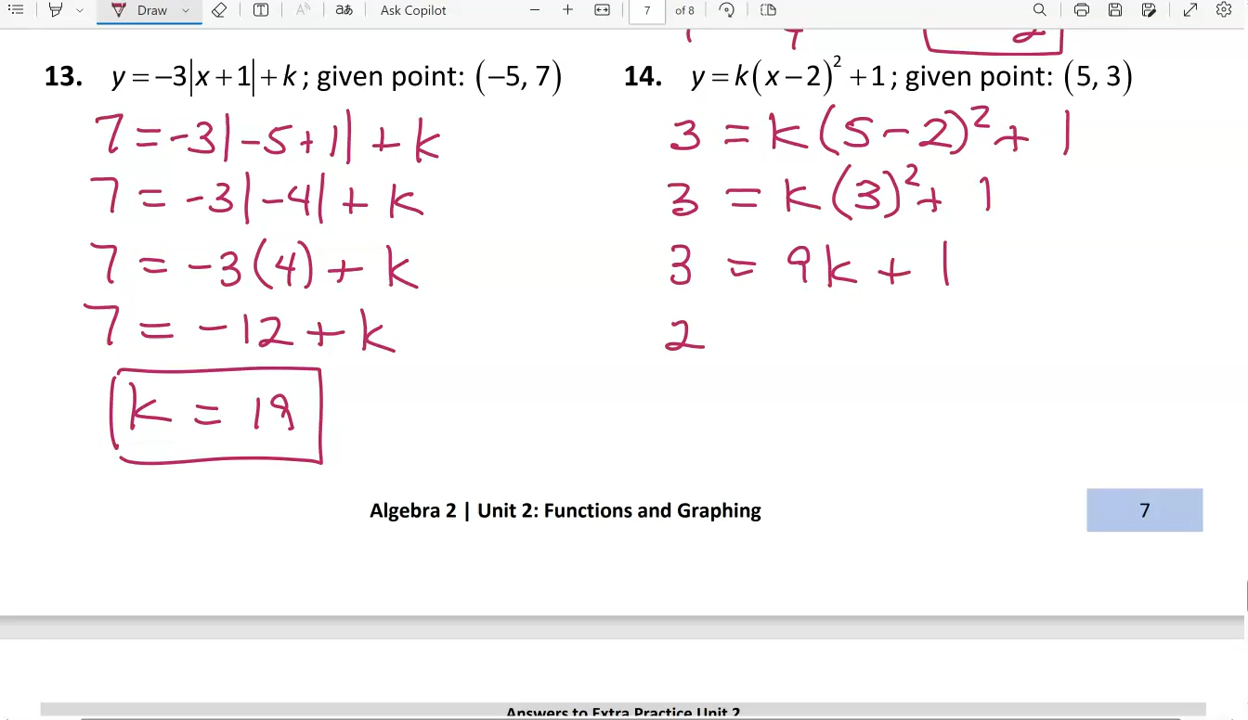 Draw
Ask Copilot
7 of 8
2
13. y = −3|x + 1| + k; given point: (−5, 7)
7 = -3|-5+1| + k
7 = -3|-4| + k
7 = -3(4) + k
7 = -12 + k
k = 19
14. y = k(x − 2)² + 1; given point: (5, 3)
3 = k(5-2)² + 1
3 = k(3)² + 1
3 = 9k + 1
2
Algebra 2 | Unit 2: Functions and Graphing
7
Answers to Extra Practice Unit 2